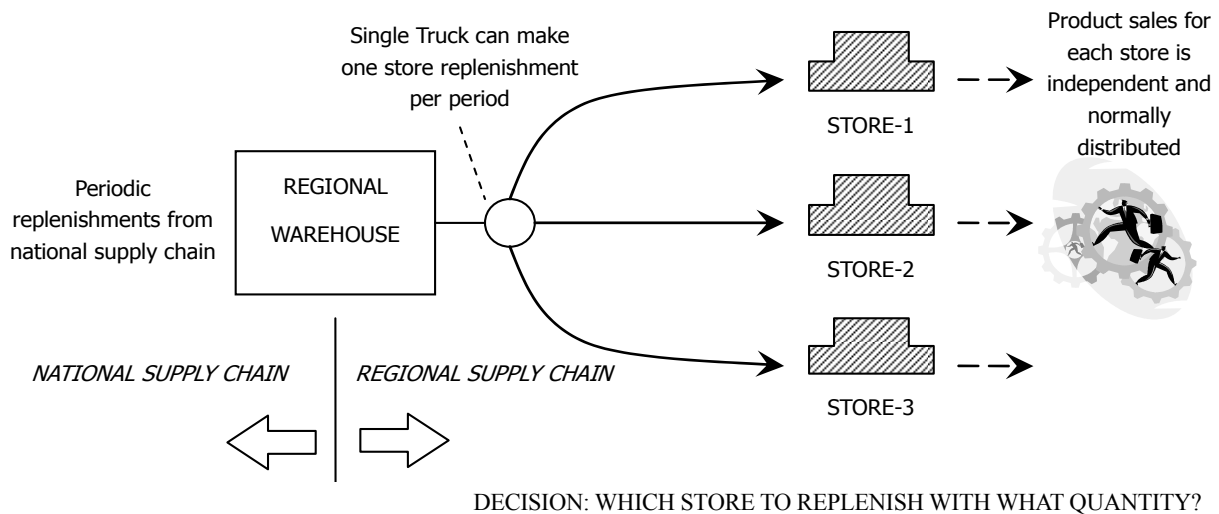 Single Truck can make
one store replenishment
per period
Product sales for
each store is
independent and
normally
distributed
STORE-1
Periodic
replenishments from
national supply chain
REGIONAL
WAREHOUSE
STORE-2
NATIONAL SUPPLY CHAIN
REGIONAL SUPPLY CHAIN
STORE-3
DECISION: WHICH STORE TO REPLENISH WITH WHAT QUANTITY?